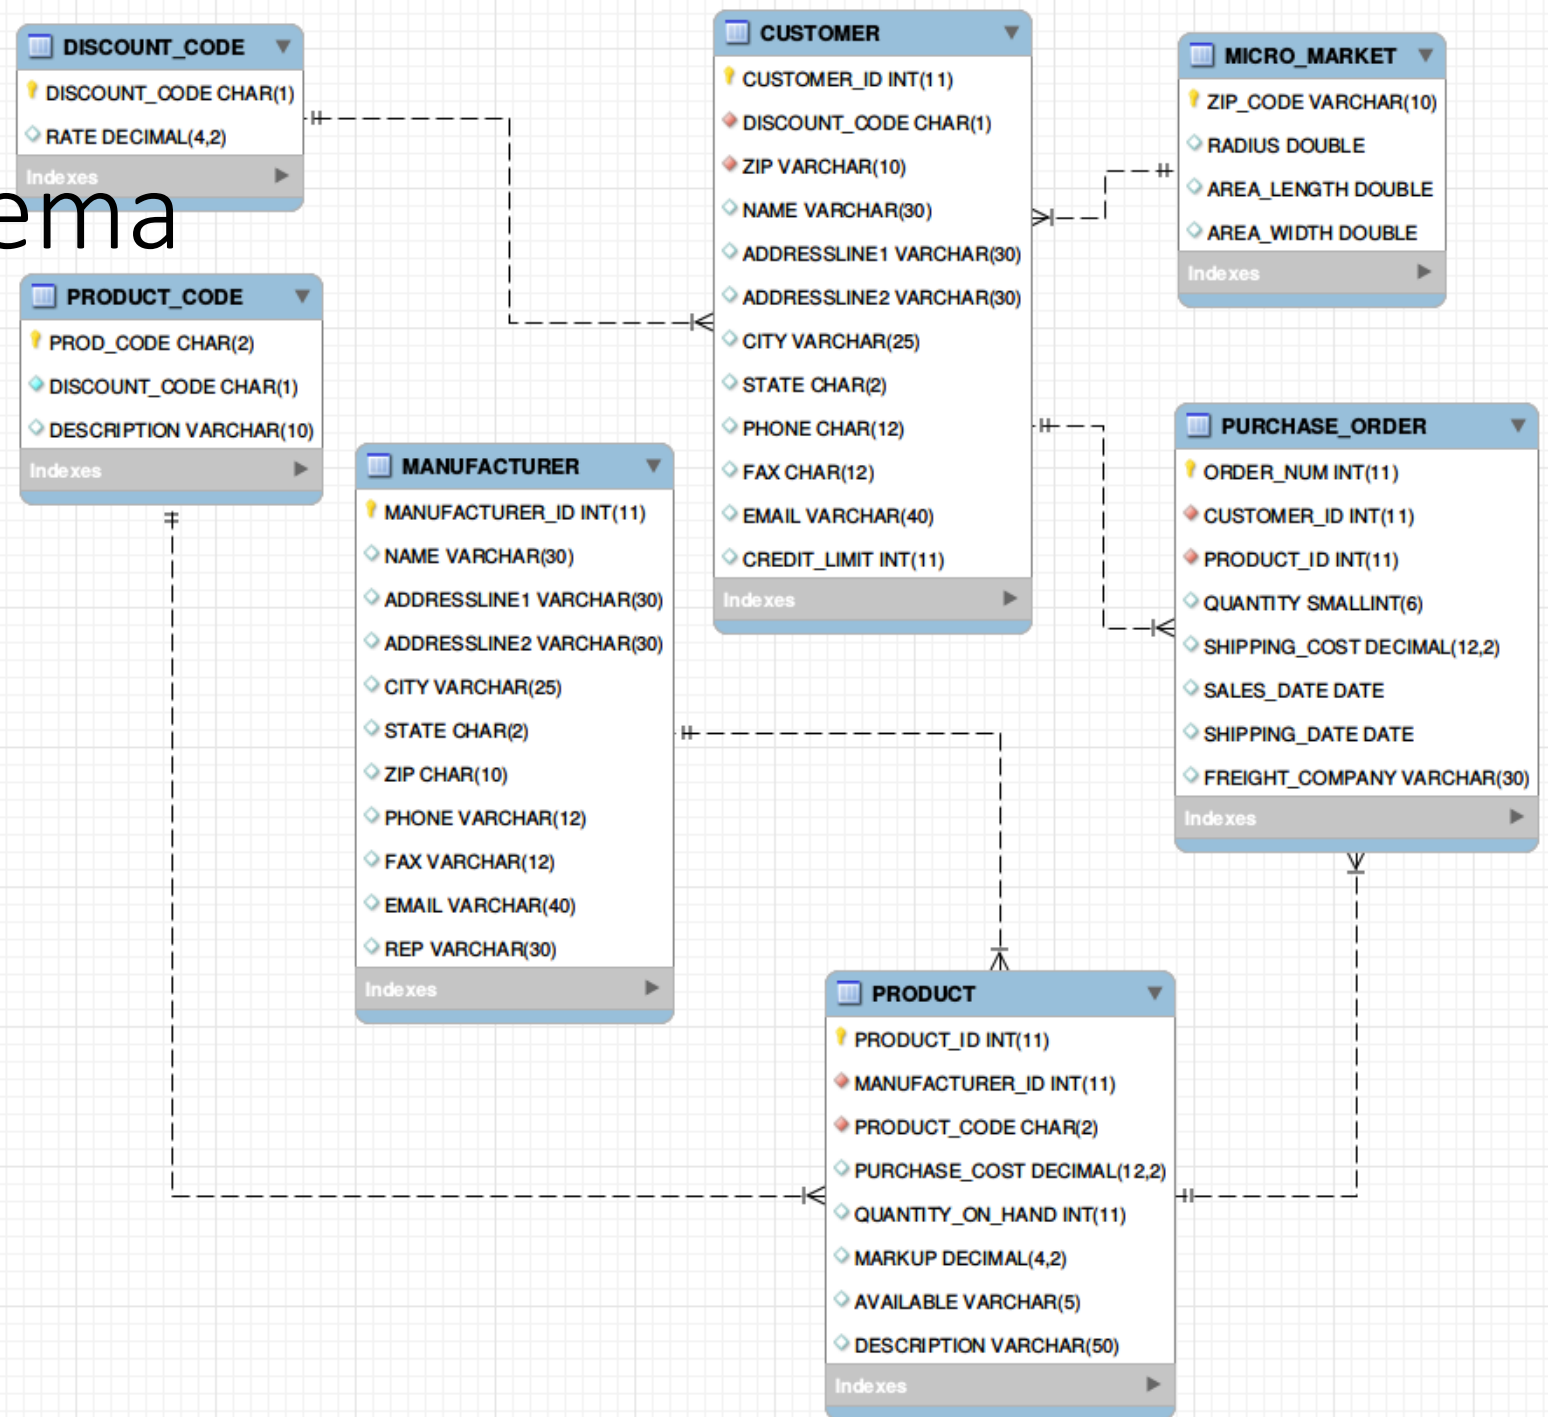 DISCOUNT_CODE
DISCOUNT_CODE CHAR(1)
RATE DECIMAL(4,2)
Indexes
ema
PRODUCT_CODE
PROD_CODE CHAR(2)
DISCOUNT_CODE CHAR(1)
DESCRIPTION VARCHAR(10)
Indexes
MANUFACTURER
MANUFACTURER_ID INT(11)
NAME VARCHAR(30)
ADDRESSLINE1 VARCHAR(30)
ADDRESSLINE2 VARCHAR(30)
CITY VARCHAR(25)
STATE CHAR(2)
ZIP CHAR(10)
PHONE VARCHAR(12)
FAX VARCHAR(12)
EMAIL VARCHAR(40)
REP VARCHAR(30)
Indexes
CUSTOMER
CUSTOMER_ID INT(11)
DISCOUNT_CODE CHAR(1)
ZIP VARCHAR(10)
NAME VARCHAR(30)
ADDRESSLINE1 VARCHAR(30)
ADDRESSLINE2 VARCHAR(30)
CITY VARCHAR(25)
STATE CHAR(2)
PHONE CHAR(12)
FAX CHAR(12)
EMAIL VARCHAR(40)
CREDIT_LIMIT INT(11)
Indexes
MICRO_MARKET
ZIP_CODE VARCHAR(10)
RADIUS DOUBLE
AREA_LENGTH DOUBLE
AREA_WIDTH DOUBLE
Indexes
PURCHASE_ORDER
ORDER_NUM INT(11)
CUSTOMER_ID INT(11)
PRODUCT_ID INT(11)
QUANTITY SMALLINT(6)
SHIPPING_COST DECIMAL(12,2)
SALES_DATE DATE
SHIPPING_DATE DATE
FREIGHT_COMPANY VARCHAR(30)
Indexes
PRODUCT
PRODUCT_ID INT(11)
MANUFACTURER_ID INT(11)
PRODUCT_CODE CHAR(2)
PURCHASE_COST DECIMAL(12,2)
QUANTITY_ON_HAND INT(11)
MARKUP DECIMAL(4,2)
AVAILABLE VARCHAR(5)
DESCRIPTION VARCHAR(50)
Indexes